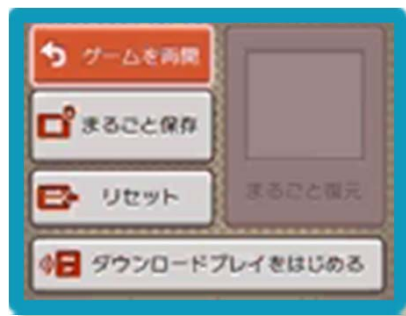 ゲームを再開
まるごと保存
リセット
まるごと復元
ダウンロードプレイをはじめる